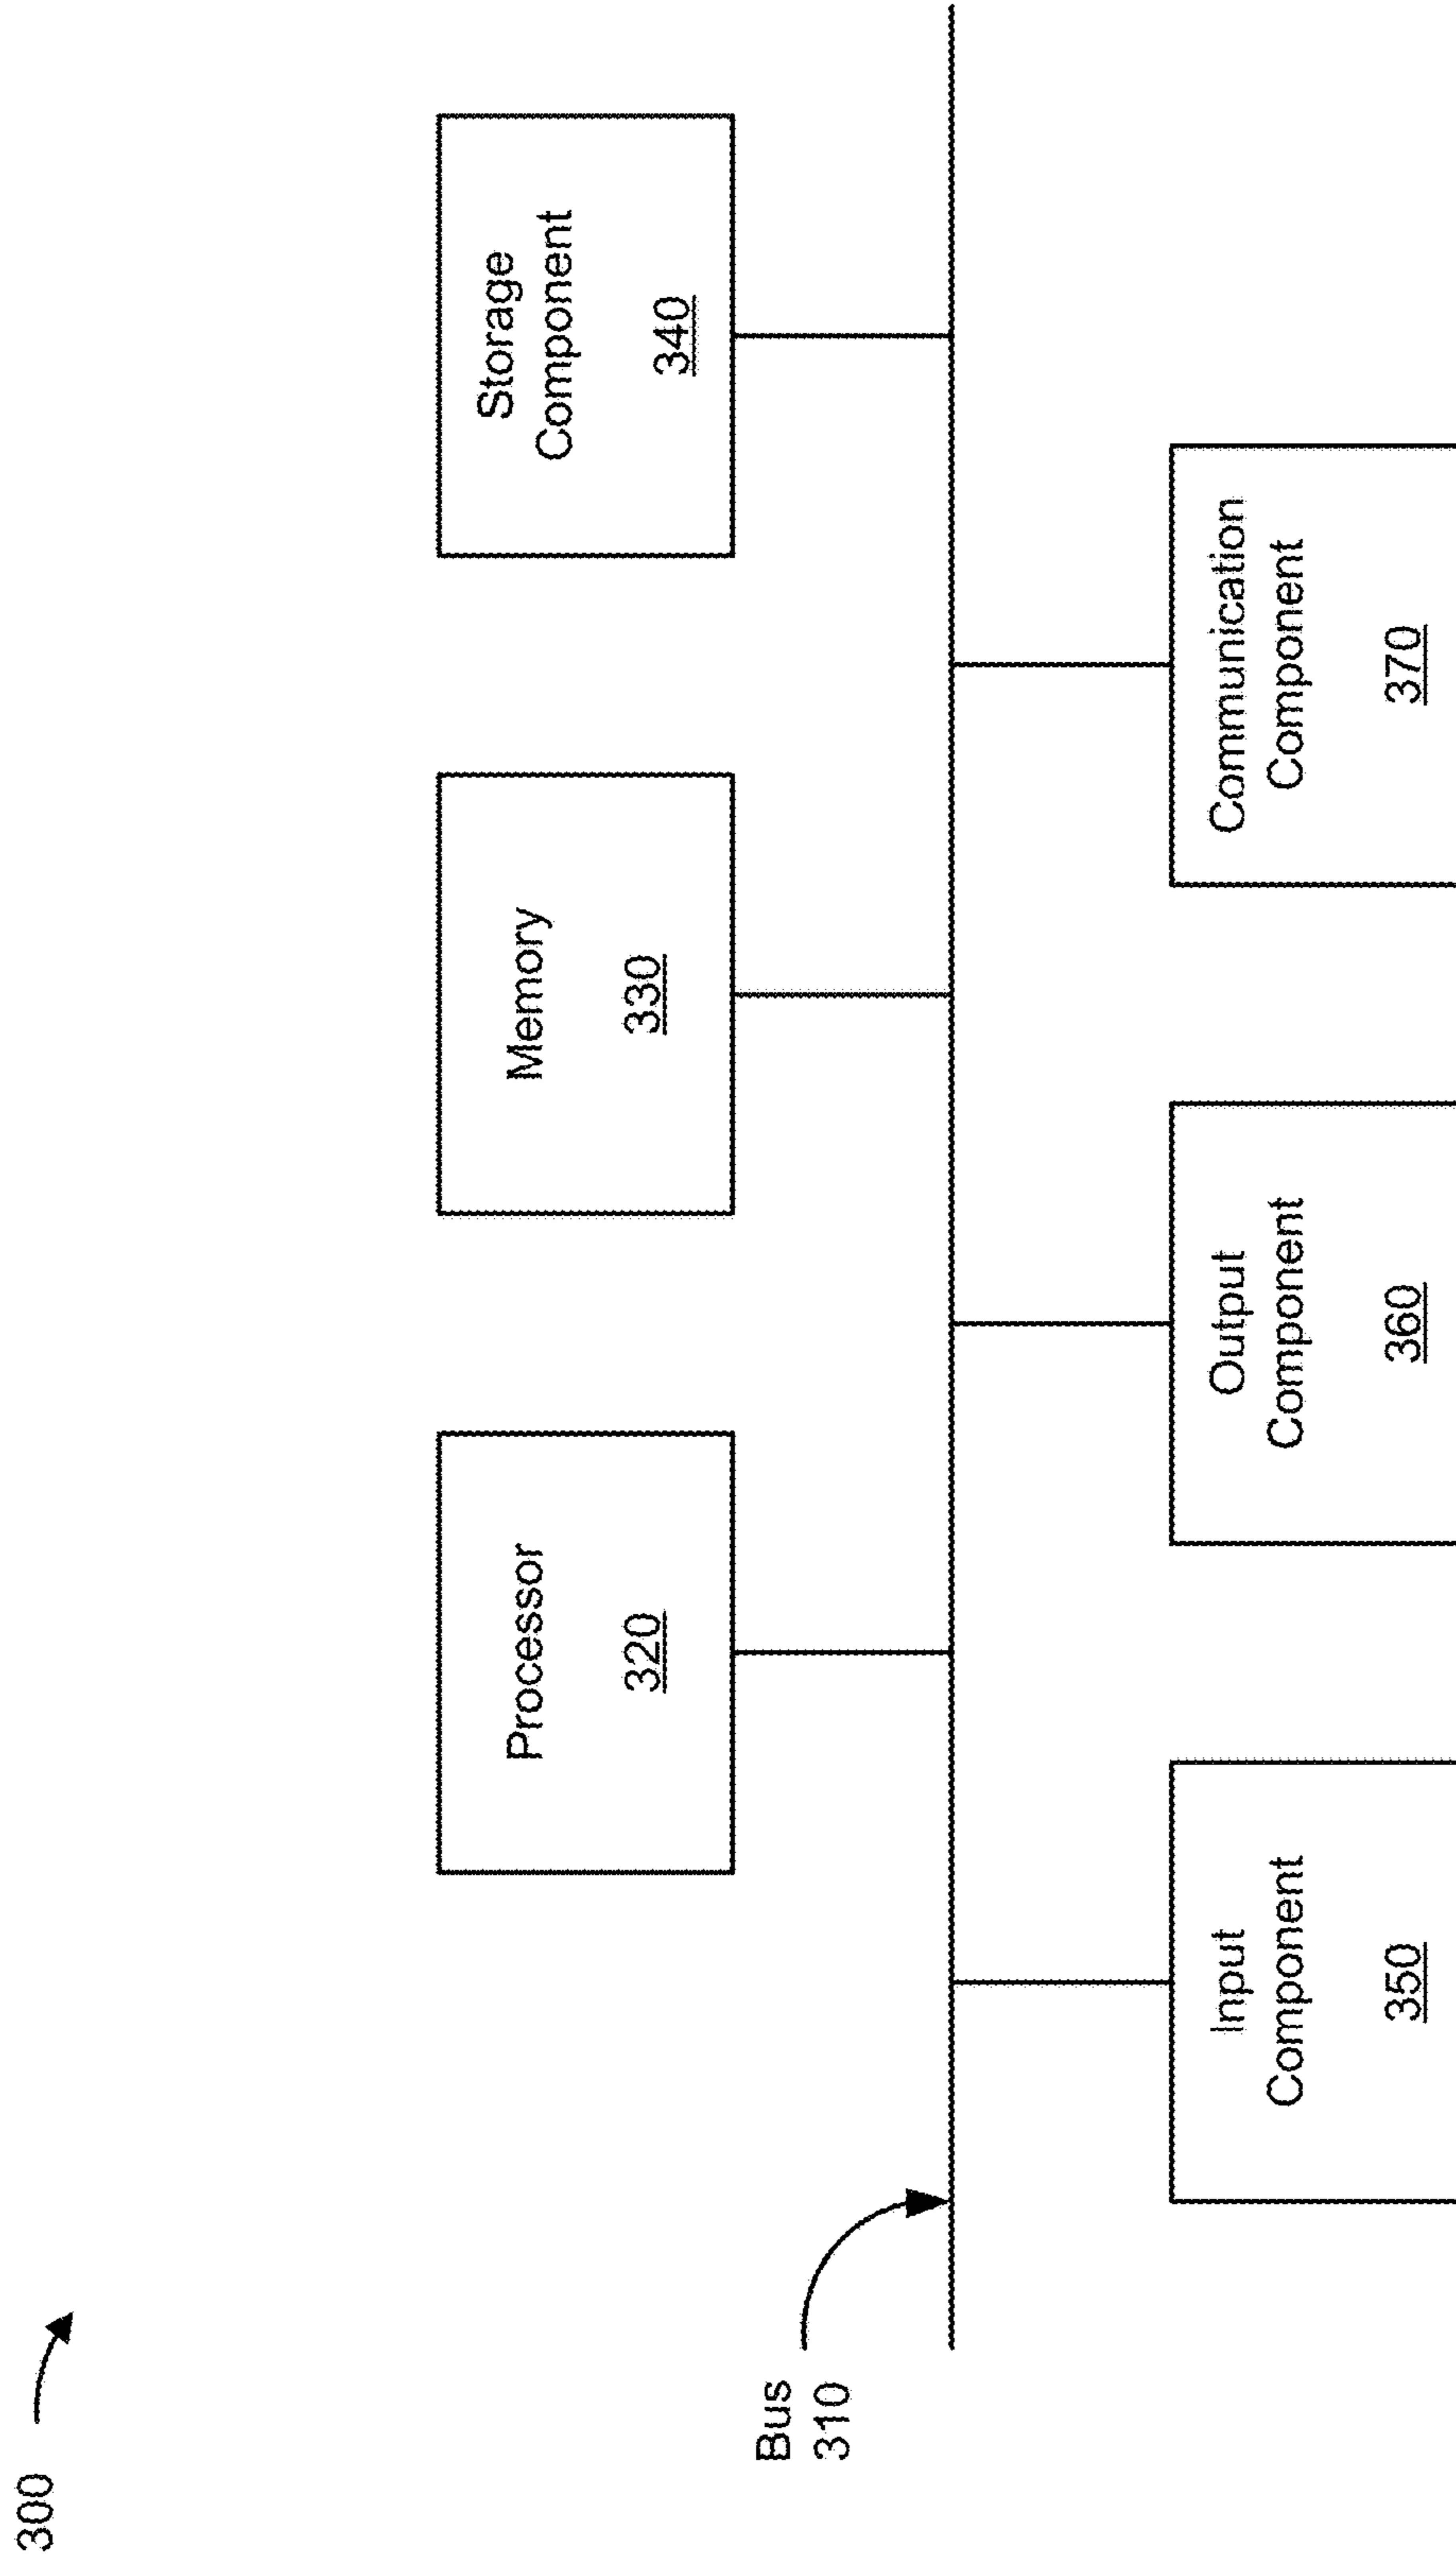 300
Processor
320
Memory
330
Storage
Component
340
Bus
310
Input
Component
350
Output
Component
360
Communication
Component
370